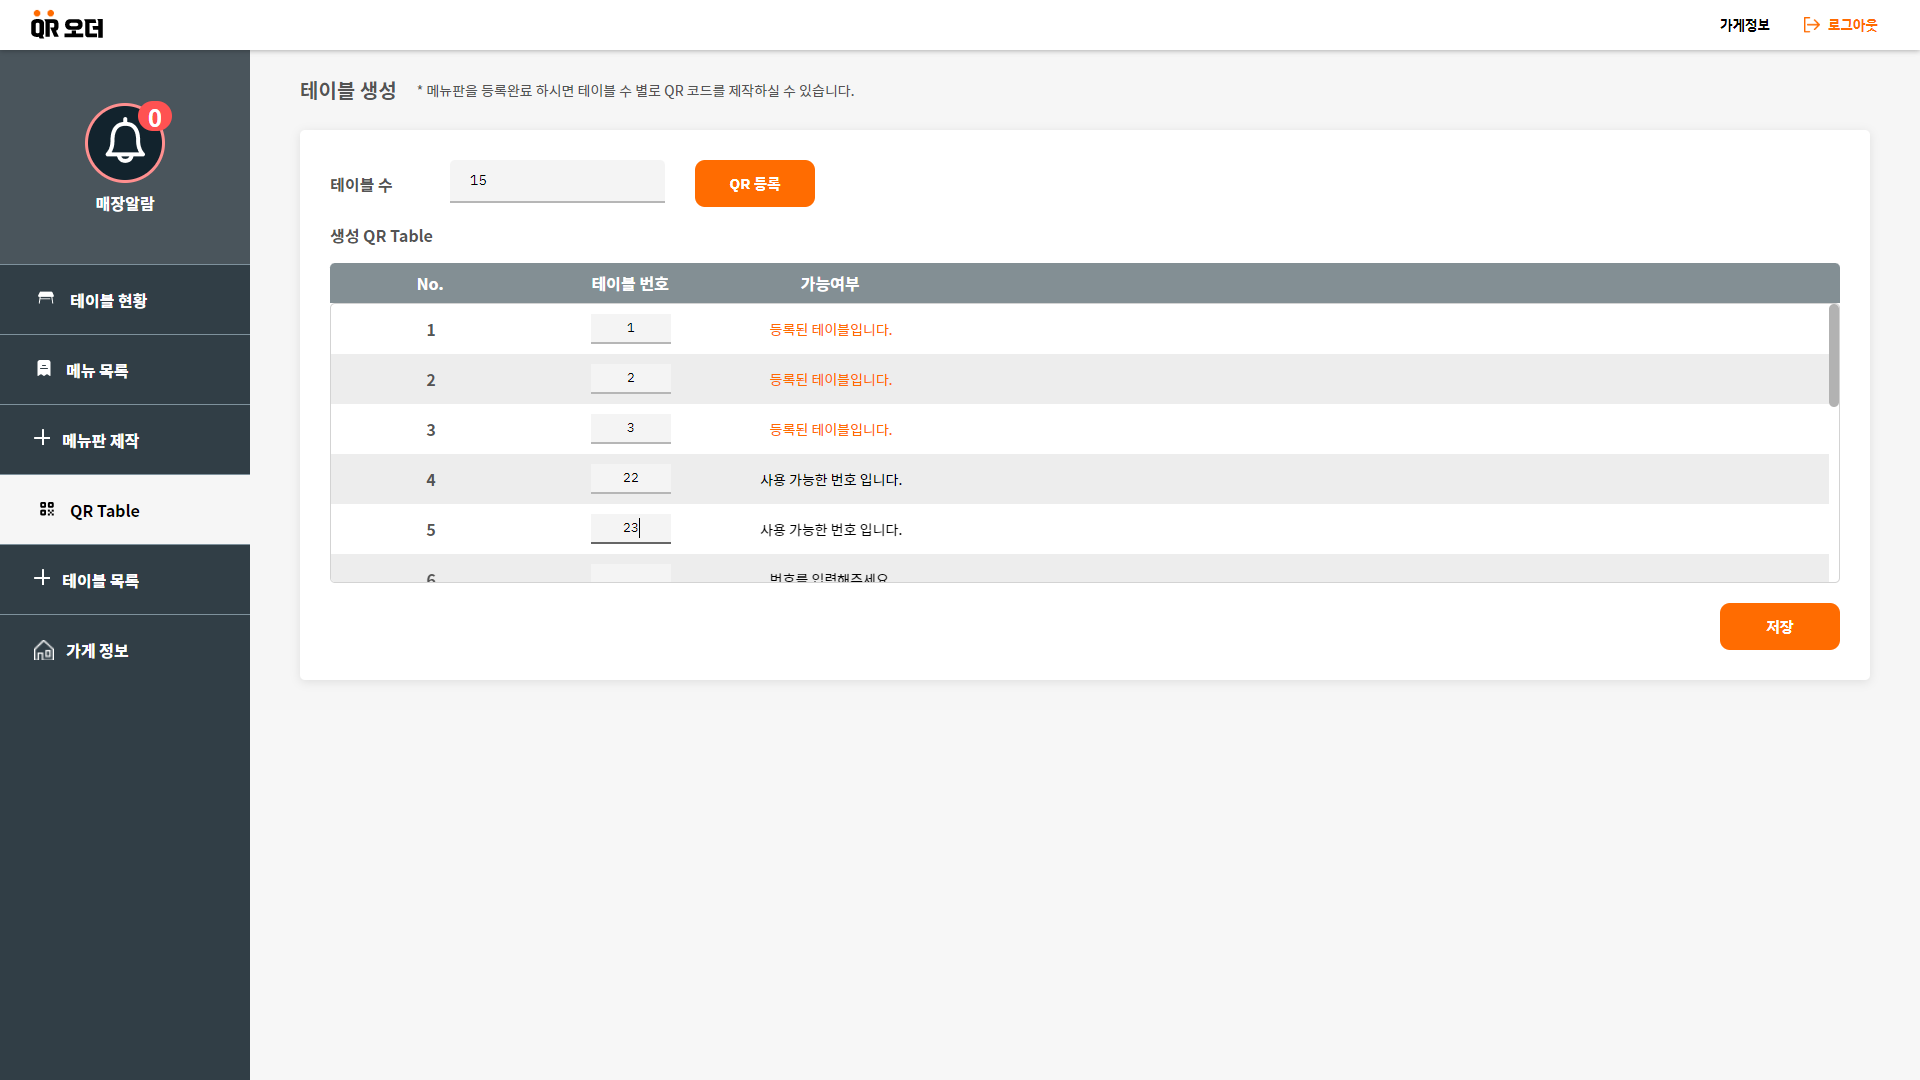 QR 오더
가게정보
로그아웃
0
매장알람
테이블 현황
메뉴 목록
메뉴판 제작
QR Table
테이블 목록
가게 정보
테이블 생성 * 메뉴판을 등록완료 하시면 테이블 수 별로 QR 코드를 제작하실 수 있습니다.
테이블 수 15 QR 등록
생성 QR Table
No. 테이블 번호 가능여부
1 1 등록된 테이블입니다.
2 2 등록된 테이블입니다.
3 3 등록된 테이블입니다.
4 22 사용 가능한 번호 입니다.
5 23 사용 가능한 번호 입니다.
6 번호를 입력해주세요
저장